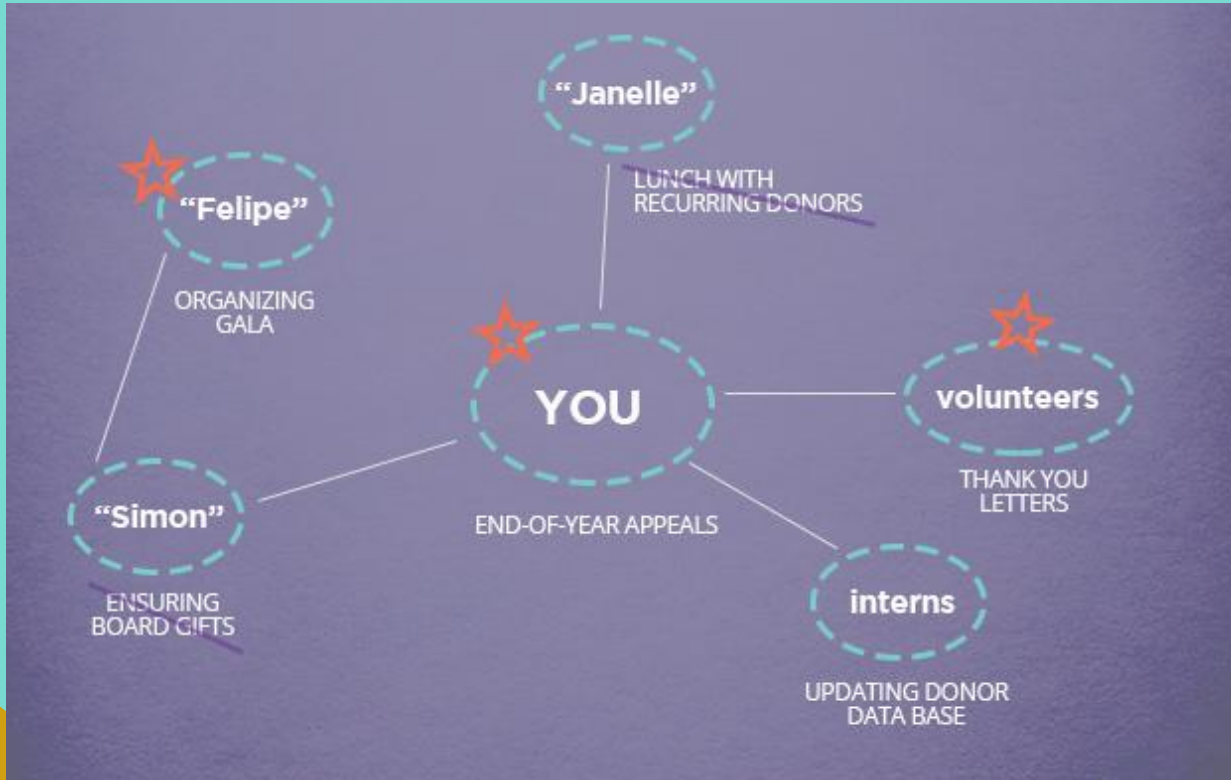 “Janelle”
LUNCH WITH
RECURRING DONORS
“Felipe”
ORGANIZING
GALA
YOU
END-OF-YEAR APPEALS
volunteers
THANK YOU
LETTERS
“Simon”
ENSURING
BOARD GIFTS
interns
UPDATING DONOR
DATA BASE